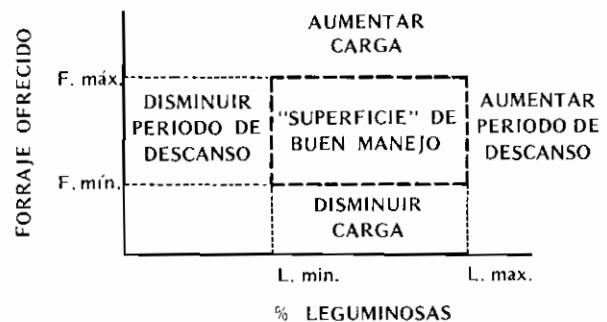 AUMENTAR
CARGA
FORRAJE OFRECIDO
F. máx.
DISMINUIR
PERIODO DE
DESCANSO
"SUPERFICIE" DE
BUEN MANEJO
AUMENTAR
PERIODO DE
DESCANSO
F. mín.
DISMINUIR
CARGA
L. min.
L. max.
% LEGUMINOSAS